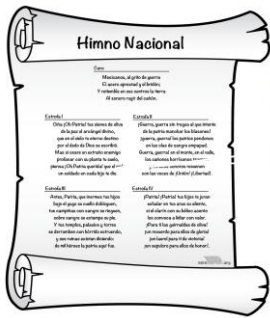 Himno Nacional
Coro
Mexicanos, al grito de guerra
El acero aprestad y el bridón,
Y retiemble en sus centros la tierra
Al sonoro rugir del cañón.
Estrofa I
Ciña ¡Oh Patria! tus sienes de oliva
de la paz el arcángel divino,
que en el cielo tu eterno destino
por el dedo de Dios se escribió.
Mas si osare un extraño enemigo
profanar con su planta tu suelo,
piensa ¡Oh Patria querida! que el
un soldado en cada hijo te dio.
Estrofa II
¡Guerra, guerra sin tregua al que intente
de la patria manchar los blasones!
¡guerra, guerra! los patrios pendones
en las olas de sangre empapad.
Guerra, guerra! en el monte, en el valle,
los cañones horrísonos
y los ecos sonoros resuenen
con las voces de ¡Unión! ¡Libertad!.
Estrofa III
Antes, Patria, que inermes tus hijos
bajo el yugo su cuello dobleguen,
tus campiñas con sangre se rieguen,
sobre sangre se estampe su pie.
Y tus templos, palacios y torres
se derrumben con hórrido estruendo,
y sus ruinas existan diciendo:
de mil héroes la patria aquí fue.
Estrofa IV
¡Patria! ¡Patria! tus hijos te juran
exhalar en tus aras su aliento,
si el clarín con su bélico acento
los convoca a lidiar con valor.
¡Para ti las guirnaldas de oliva!
¡un recuerdo para ellos de gloria!
¡un laurel para ti de victoria!
¡un sepulcro para ellos de honor!.